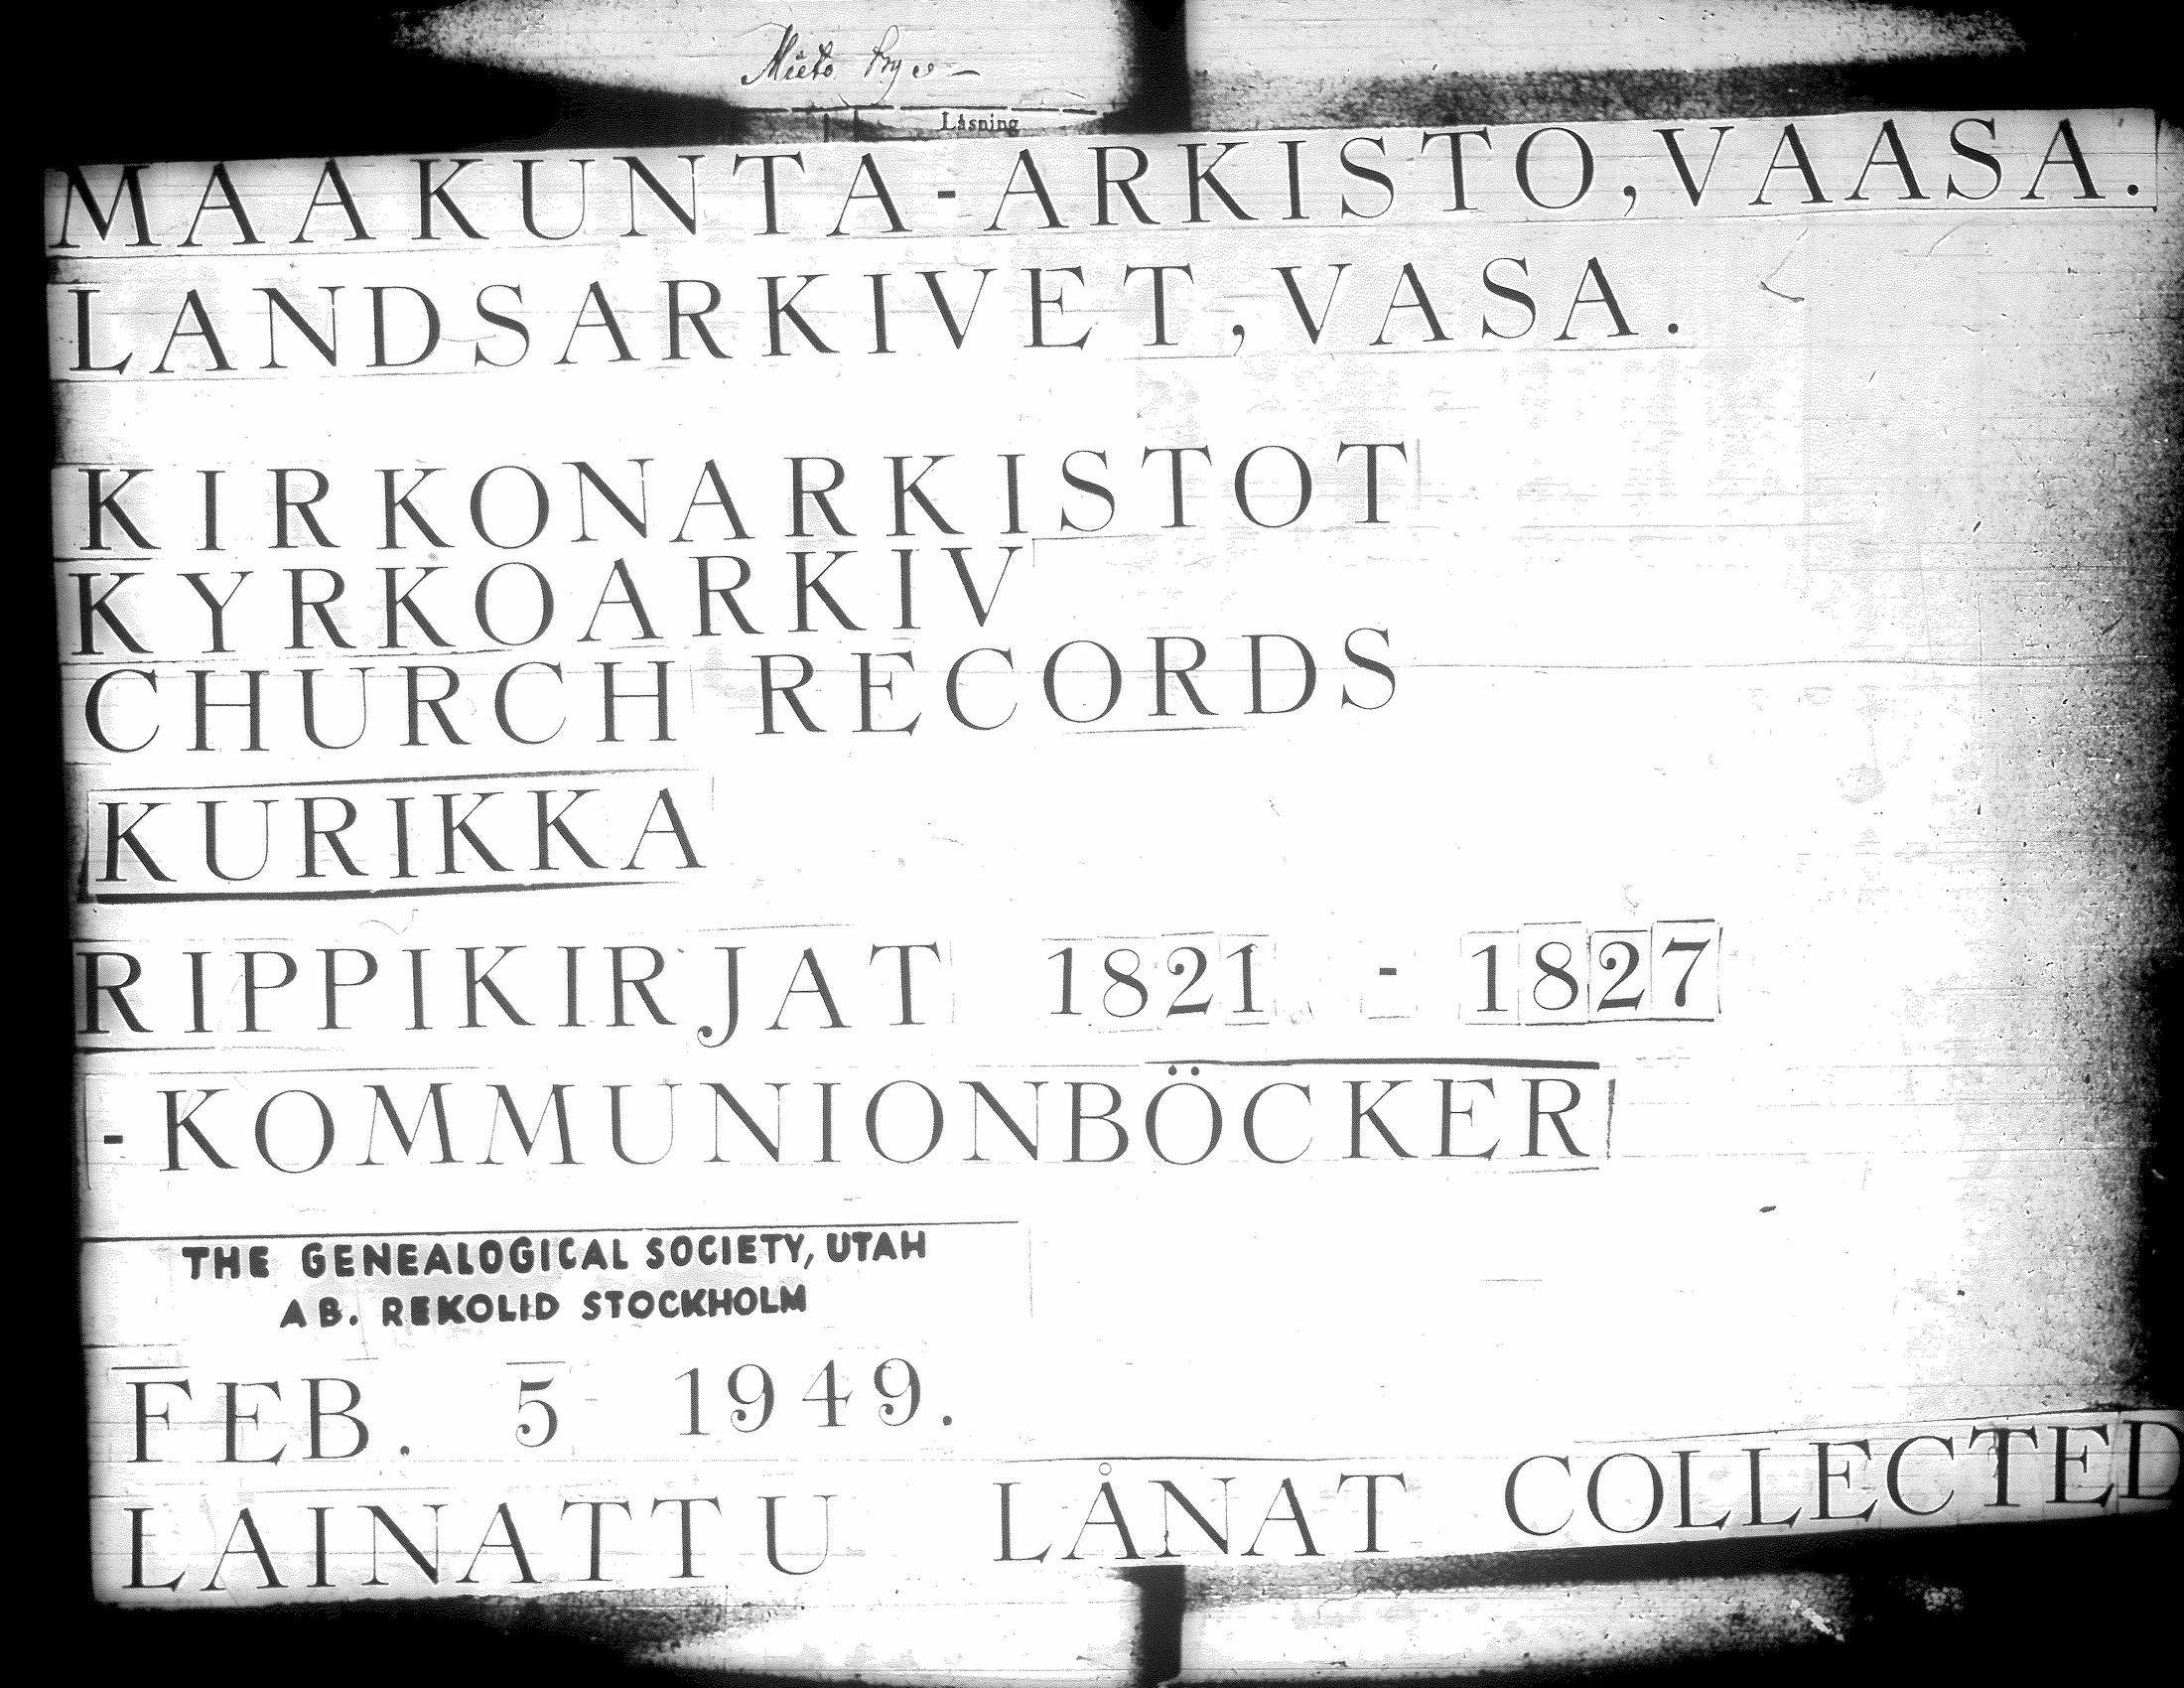 Mieto By
Läsning
MAAKUNTA-ARKISTO, VAASA.
LANDSARKIVET, VASA.
KIRKONARKISTOT
KYRKOARKIV
CHURCH RECORDS
KURIKKA
RIPPIKIRJAT 1821 - 1827
-KOMMUNIONBÖCKER
THE GENEALOGICAL SOCIETY, UTAH
AB. REKOLID STOCKHOLM
FEB. 5 1949.
LAINATTU LÅNAT COLLECTED